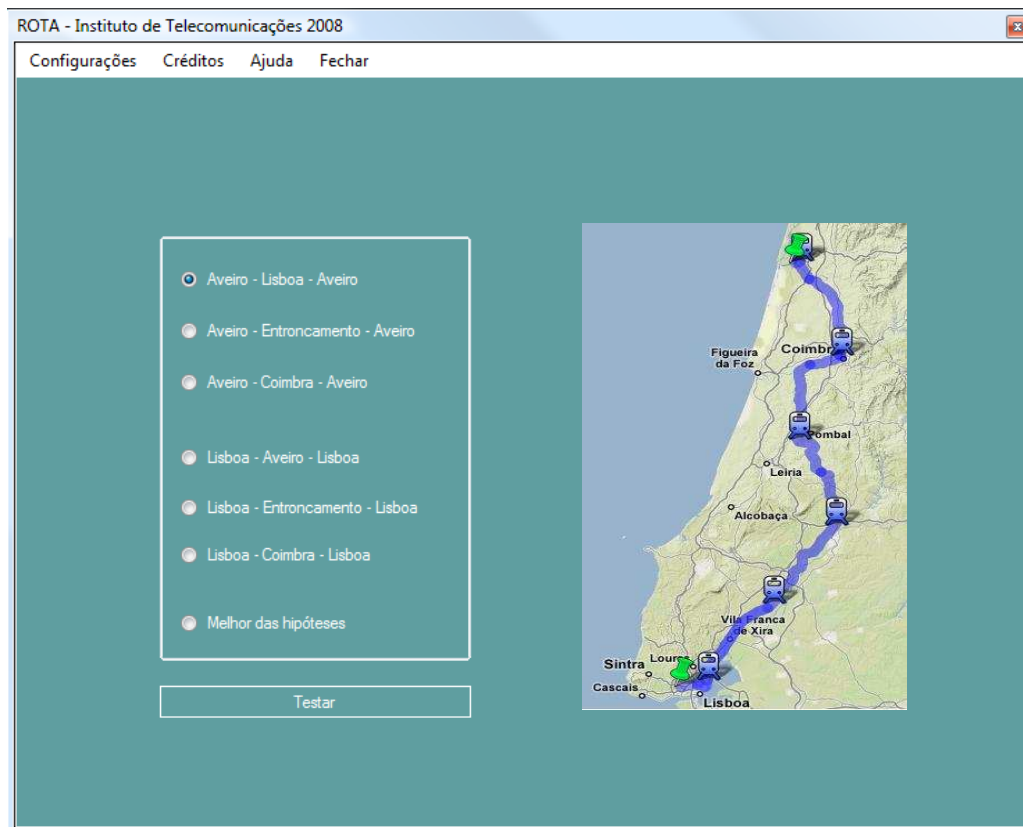 ROTA - Instituto de Telecomunicações 2008
Configurações Créditos Ajuda Fechar
Aveiro - Lisboa - Aveiro
Aveiro - Entroncamento - Aveiro
Aveiro - Coimbra - Aveiro
Lisboa - Aveiro - Lisboa
Lisboa - Entroncamento - Lisboa
Lisboa - Coimbra - Lisboa
Melhor das hipóteses
Testar
Figueira
da Foz
Coimbr
Pombal
Leiria
Alcobaça
Vila Franca
de Xira
Sintra
Loures
Cascais
Lisboa